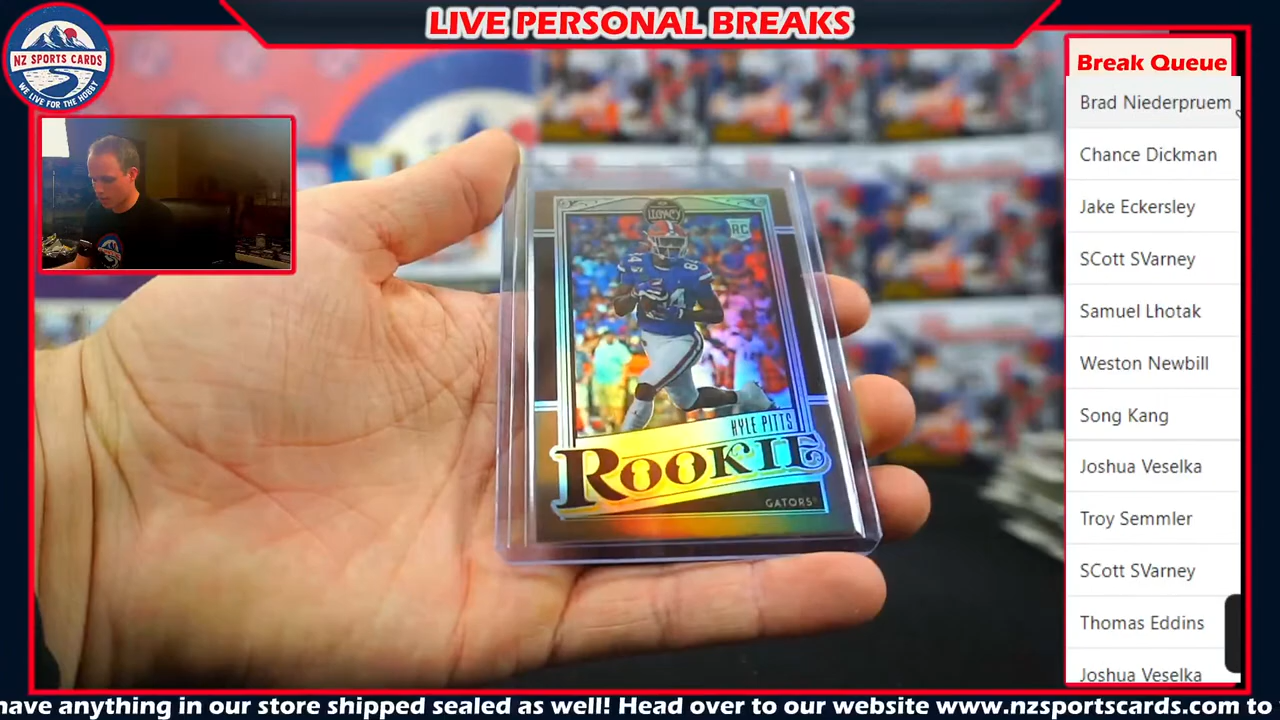 LIVE PERSONAL BREAKS
NZ SPORTS CARDS
WE LIVE FOR THE HOBBY
Break Queue
Brad Niederpruem
Chance Dickman
Jake Eckersley
SCott SVarney
Samuel Lhotak
Weston Newbill
Song Kang
Joshua Veselka
Troy Semmler
SCott SVarney
Thomas Eddins
Joshua Veselka
LEGACY
RC
84
KYLE PITTS
ROOKIE
GATORS
have anything in our store shipped sealed as well! Head over to our website www.nzsportscards.com to